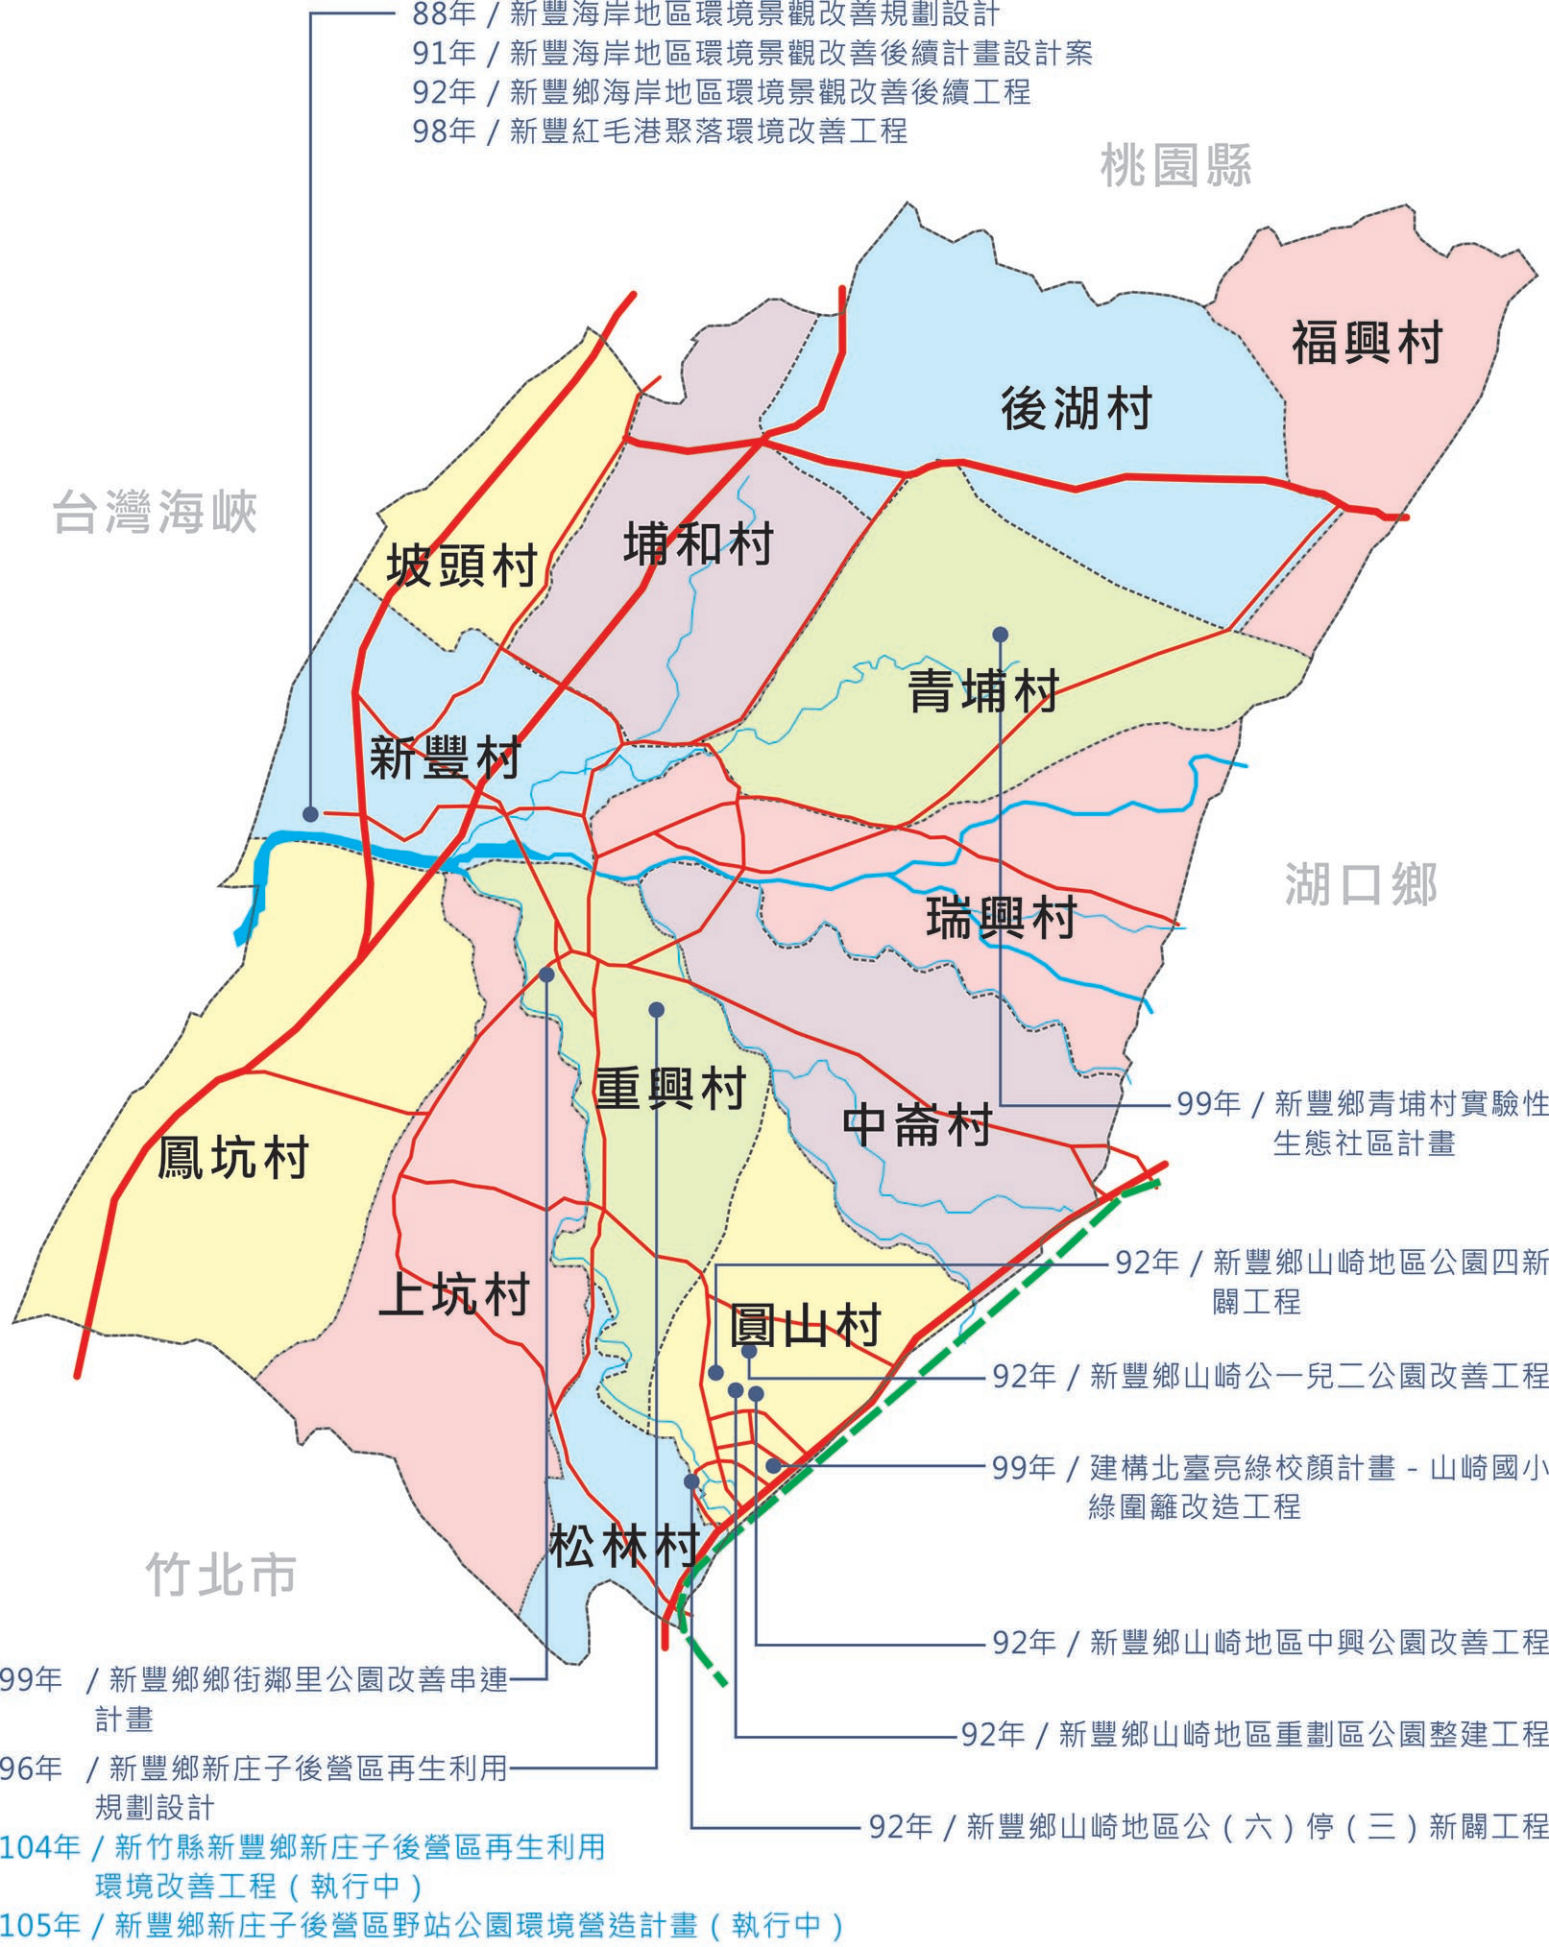 88年 / 新豐海岸地區環境景觀改善規劃設計
91年 / 新豐海岸地區環境景觀改善後續計畫設計案
92年 / 新豐鄉海岸地區環境景觀改善後續工程
98年 / 新豐紅毛港聚落環境改善工程
桃園縣
福興村
後湖村
台灣海峽
坡頭村
埔和村
青埔村
新豐村
湖口鄉
瑞興村
重興村
中崙村
鳳坑村
上坑村
圓山村
松林村
竹北市
99年 / 新豐鄉青埔村實驗性
生態社區計畫
92年 / 新豐鄉山崎地區公園四新
闢工程
92年 / 新豐鄉山崎公一兒二公園改善工程
99年 / 建構北臺亮綠校顏計畫 - 山崎國小
綠圍籬改造工程
92年 / 新豐鄉山崎地區中興公園改善工程
92年 / 新豐鄉山崎地區重劃區公園整建工程
92年 / 新豐鄉山崎地區公（六）停（三）新闢工程
99年 / 新豐鄉鄉街鄰里公園改善串連
計畫
96年 / 新豐鄉新庄子後營區再生利用
規劃設計
104年 / 新竹縣新豐鄉新庄子後營區再生利用
環境改善工程（執行中）
105年 / 新豐鄉新庄子後營區野站公園環境營造計畫（執行中）